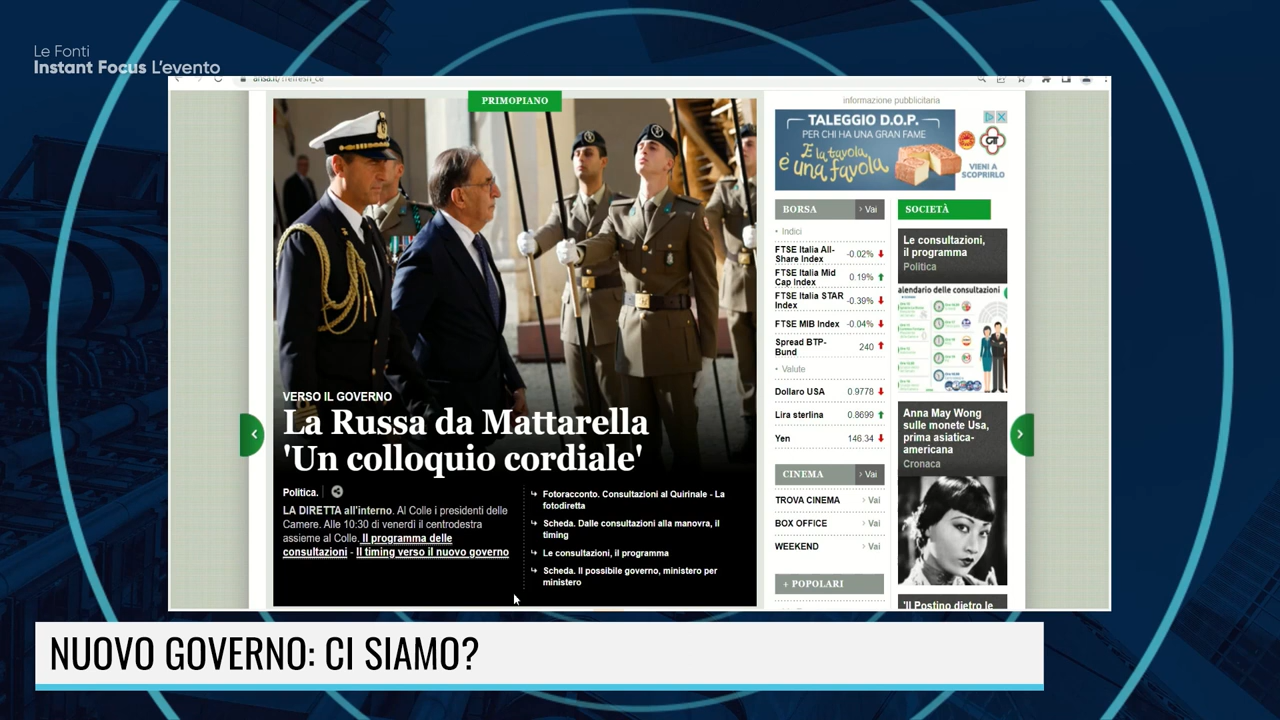 Le Fonti
Instant Focus L'evento
PRIMOPIANO
VERSO IL GOVERNO
La Russa da Mattarella
'Un colloquio cordiale'
Politica.
LA DIRETTA all'interno. Al Colle i presidenti delle
Camere. Alle 10:30 di venerdì il centrodestra
assieme al Colle. Il programma delle
consultazioni - Il timing verso il nuovo governo
Fotoracconto. Consultazioni al Quirinale - La
fotodiretta
Scheda. Dalle consultazioni alla manovra, il
timing
Le consultazioni, il programma
Scheda. Il possibile governo, ministero per
ministero
informazione pubblicitaria
TALEGGIO D.O.P.
PER CHI HA UNA GRAN FAME
E la tavola
è una favola
VIENI A
SCOPRIRLO
BORSA
› Vai
• Indici
FTSE Italia All-
Share Index
-0.02%
FTSE Italia Mid
Cap Index
0.19%
FTSE Italia STAR
Index
-0.39%
FTSE MIB Index
-0.04%
Spread BTP-
Bund
240
• Valute
Dollaro USA
0.9778
Lira sterlina
0.8699
Yen
146.34
CINEMA
› Vai
TROVA CINEMA
› Vai
BOX OFFICE
› Vai
WEEKEND
› Vai
+ POPOLARI
SOCIETÀ
Le consultazioni,
il programma
Politica
alendario delle consultazioni
Anna May Wong
sulle monete Usa,
prima asiatica-
americana
Cronaca
'Il Postino dietro le
NUOVO GOVERNO: CI SIAMO?